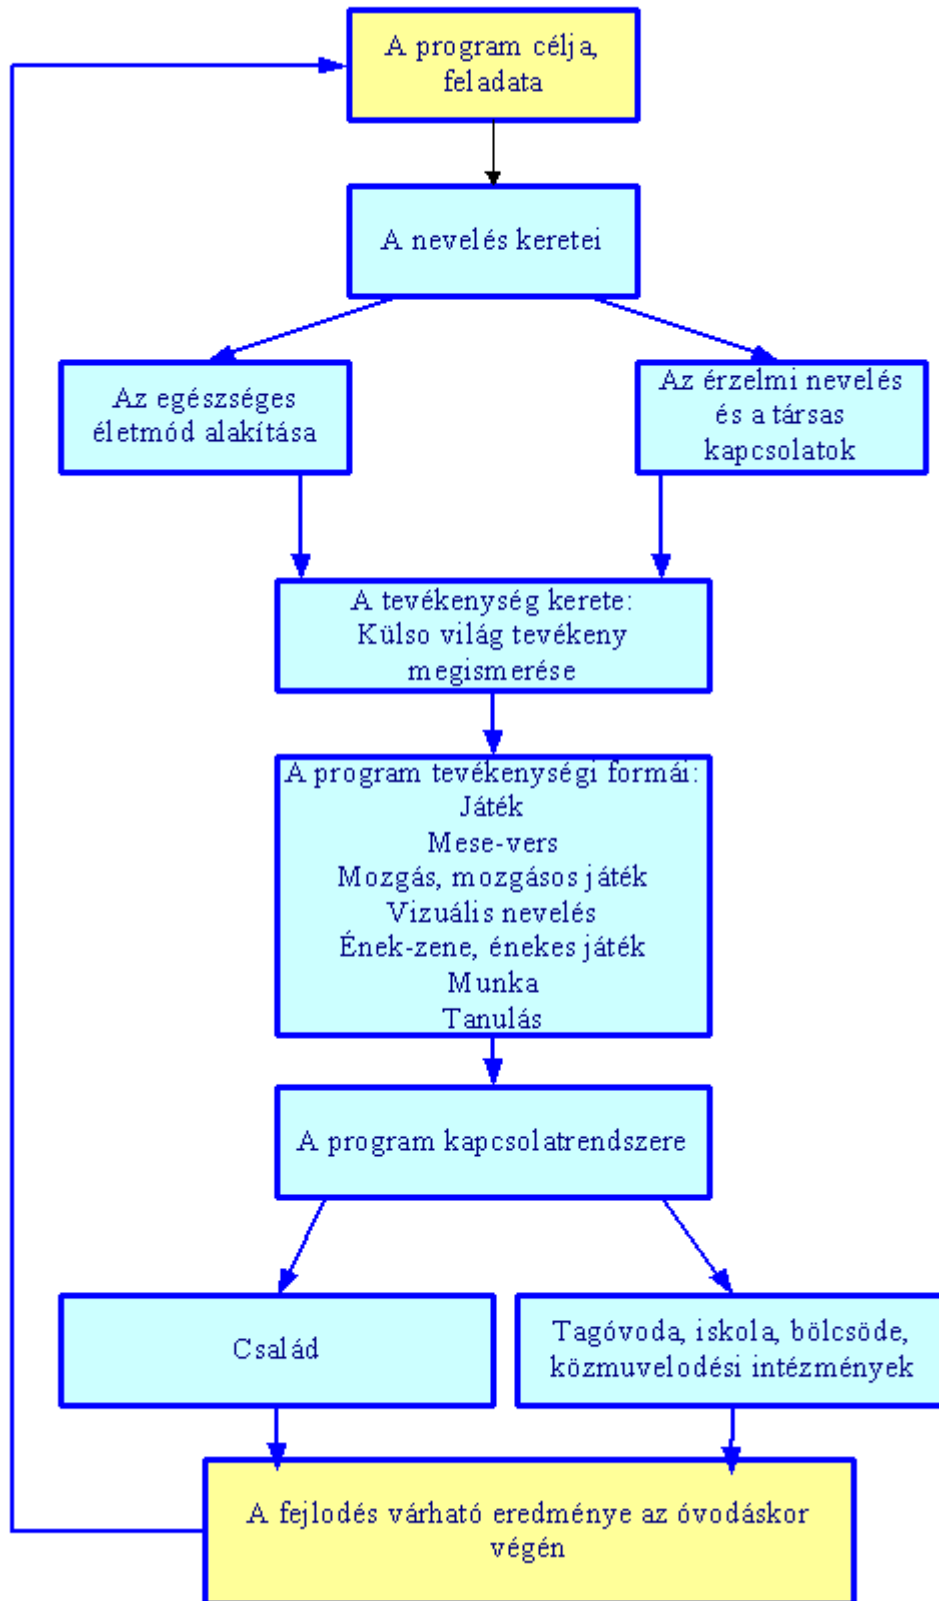 A program célja,
feladata
A nevelés keretei
Az egészséges
életmód alakítása
Az érzelmi nevelés
és a társas
kapcsolatok
A tevékenység kerete:
Külso világ tevékeny
megismerése
A program tevékenységi formái:
Játék
Mese-vers
Mozgás, mozgásos játék
Vizuális nevelés
Ének-zene, énekes játék
Munka
Tanulás
A program kapcsolatrendszere
Család
Tagóvoda, iskola, bölcsöde,
közmuvelodési intézmények
A fejlodés várható eredménye az óvodáskor
végén